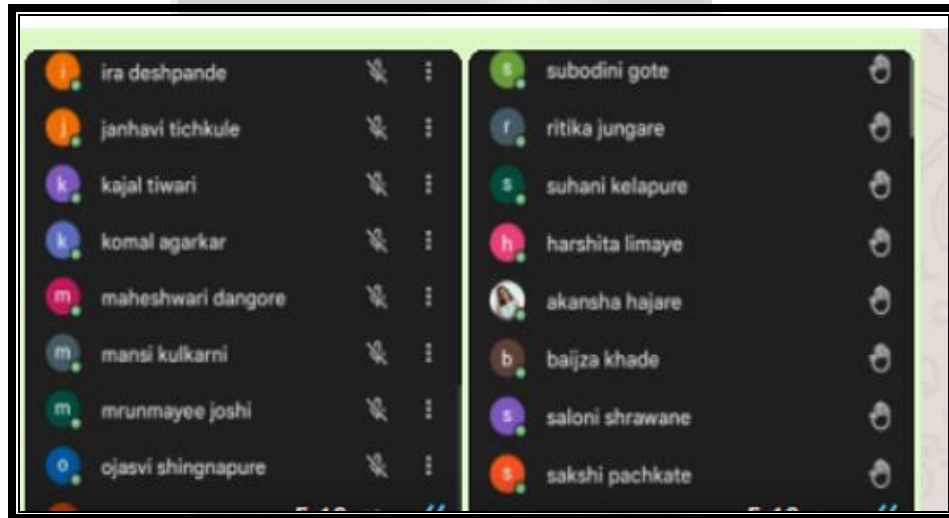 i ira deshpande
j janhavi tichkule
k kajal tiwari
k komal agarkar
m maheshwari dangore
m mansi kulkarni
m mrunmayee joshi
o ojasvi shingnapure
s subodini gote
r ritika jungare
s suhani kelapure
h harshita limaye
akansha hajare
b baijza khade
s saloni shrawane
s sakshi pachkate